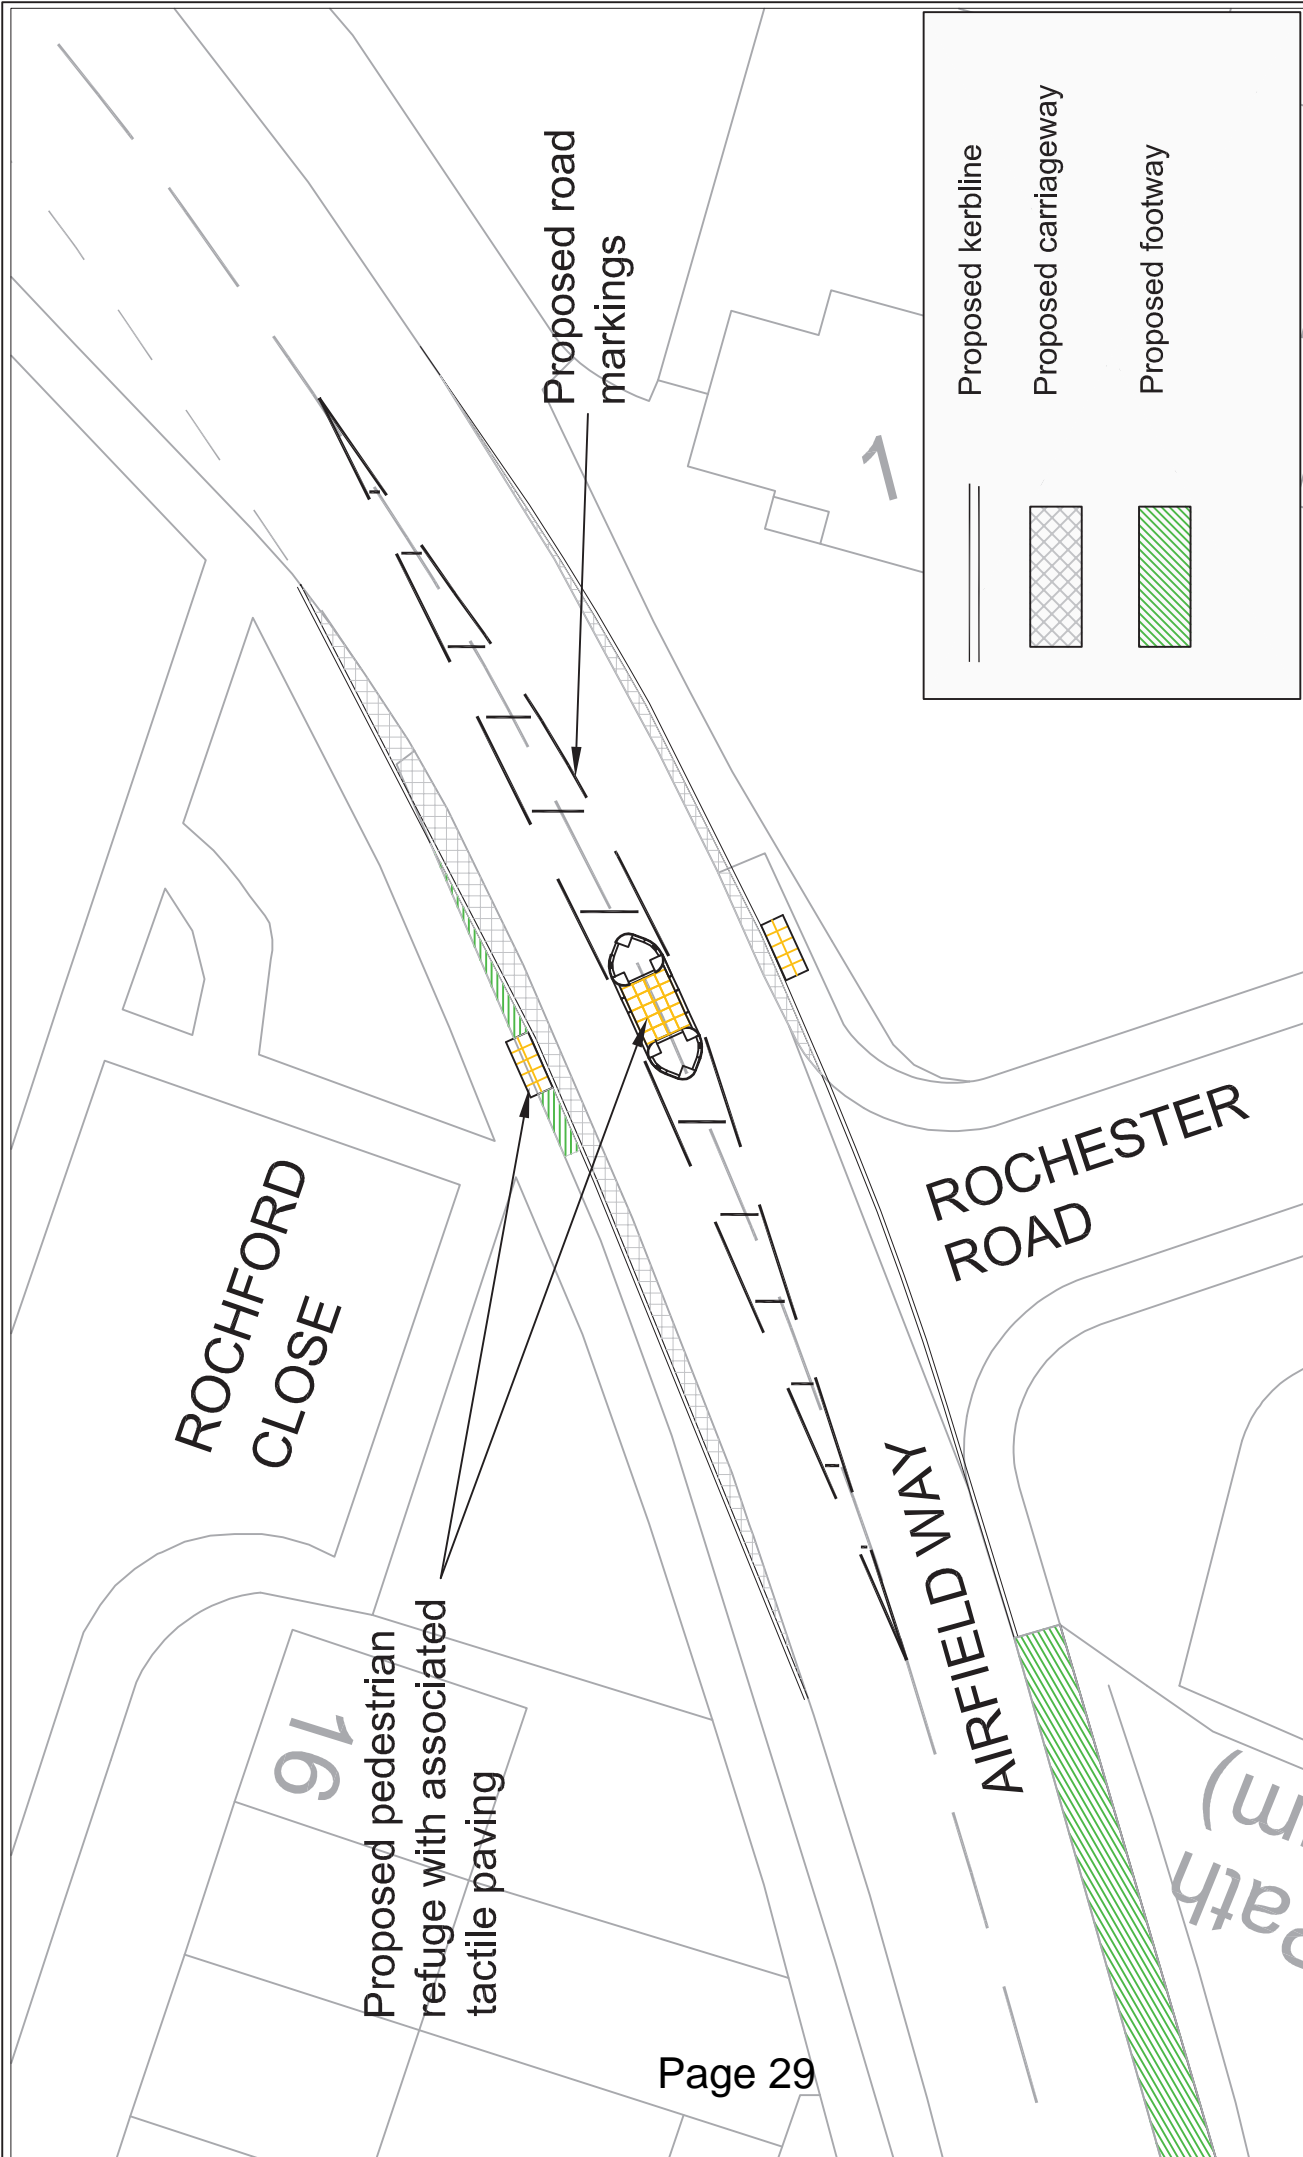 Proposed road
markings
Proposed kerbline
Proposed carriageway
Proposed footway
1
ROCHFORD
CLOSE
ROCHESTER
ROAD
AIRFIELD WAY
16
Proposed pedestrian
refuge with associated
tactile paving
Path
Page 29